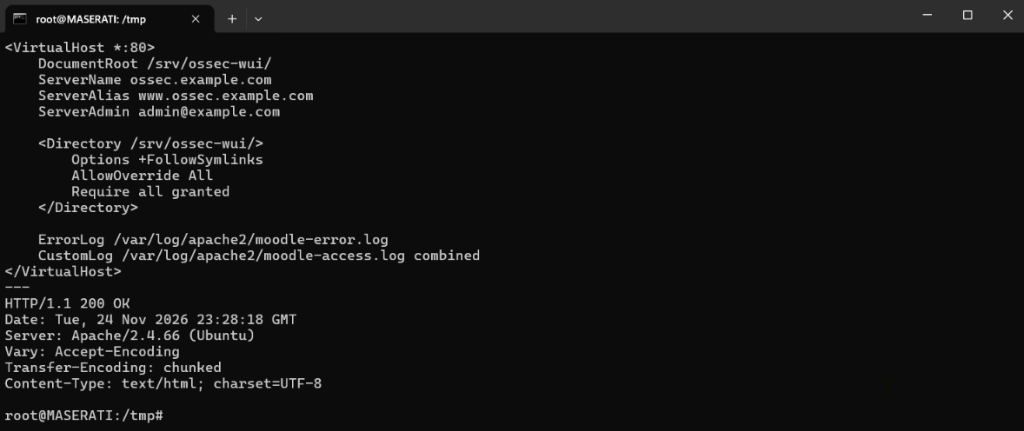 root@MASERATI: /tmp
<VirtualHost *:80>
    DocumentRoot /srv/ossec-wui/
    ServerName ossec.example.com
    ServerAlias www.ossec.example.com
    ServerAdmin admin@example.com

    <Directory /srv/ossec-wui/>
        Options +FollowSymlinks
        AllowOverride All
        Require all granted
    </Directory>

    ErrorLog /var/log/apache2/moodle-error.log
    CustomLog /var/log/apache2/moodle-access.log combined
</VirtualHost>
---
HTTP/1.1 200 OK
Date: Tue, 24 Nov 2026 23:28:18 GMT
Server: Apache/2.4.66 (Ubuntu)
Vary: Accept-Encoding
Transfer-Encoding: chunked
Content-Type: text/html; charset=UTF-8

root@MASERATI:/tmp#